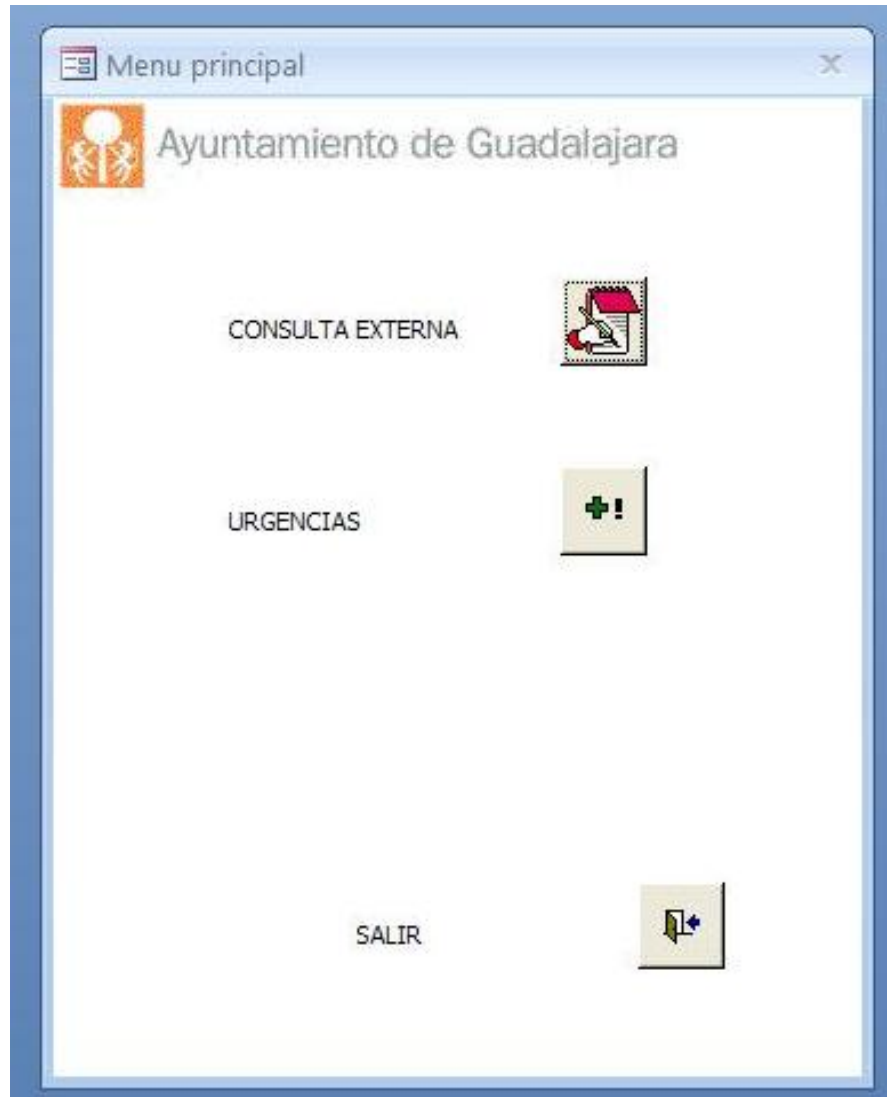 Menu principal
Ayuntamiento de Guadalajara
CONSULTA EXTERNA
URGENCIAS
SALIR